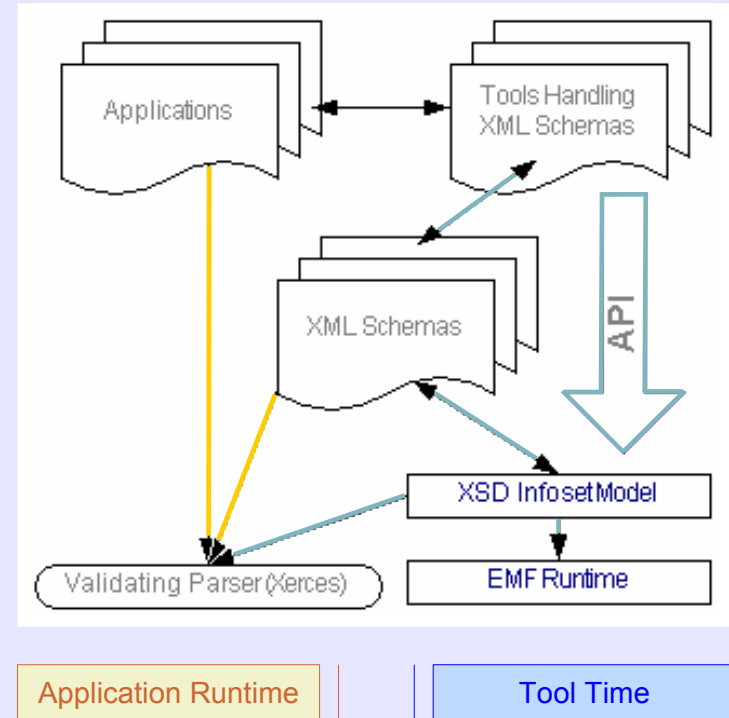 Applications
Tools Handling
XML Schemas
XML Schemas
API
XSD InfosetModel
Validating Parser(Xerces)
EMF Runtime
Application Runtime
Tool Time